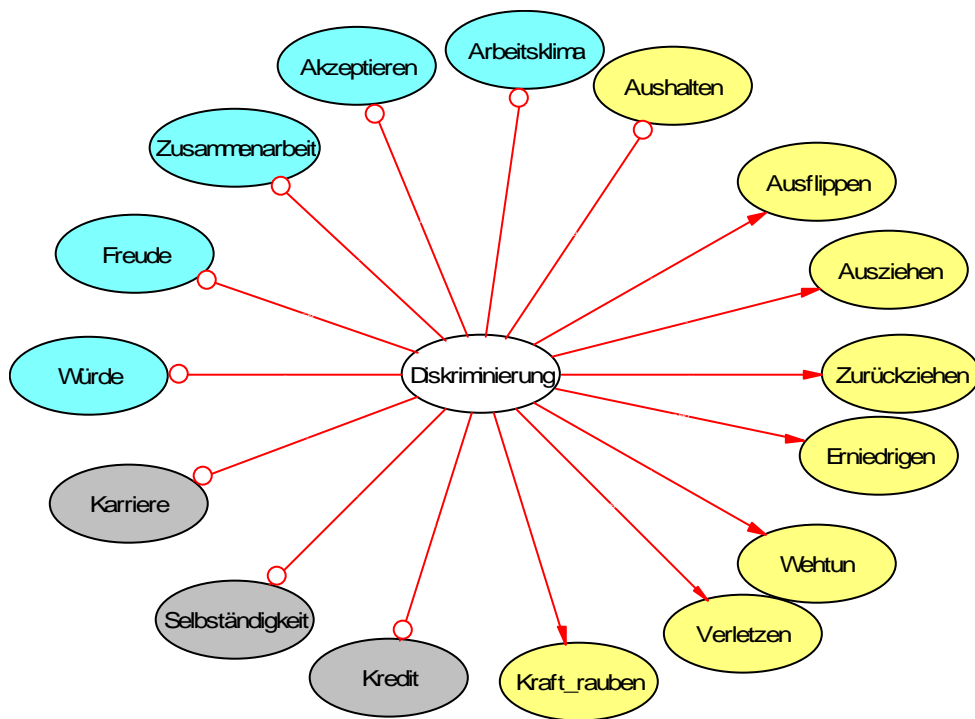 Arbeitsklima
Akzeptieren
Aushalten
Zusammenarbeit
Ausflippen
Freude
Ausziehen
Würde
Diskriminierung
Zurückziehen
Erniedrigen
Karriere
Wehtun
Selbständigkeit
Verletzen
Kredit
Kraft_rauben